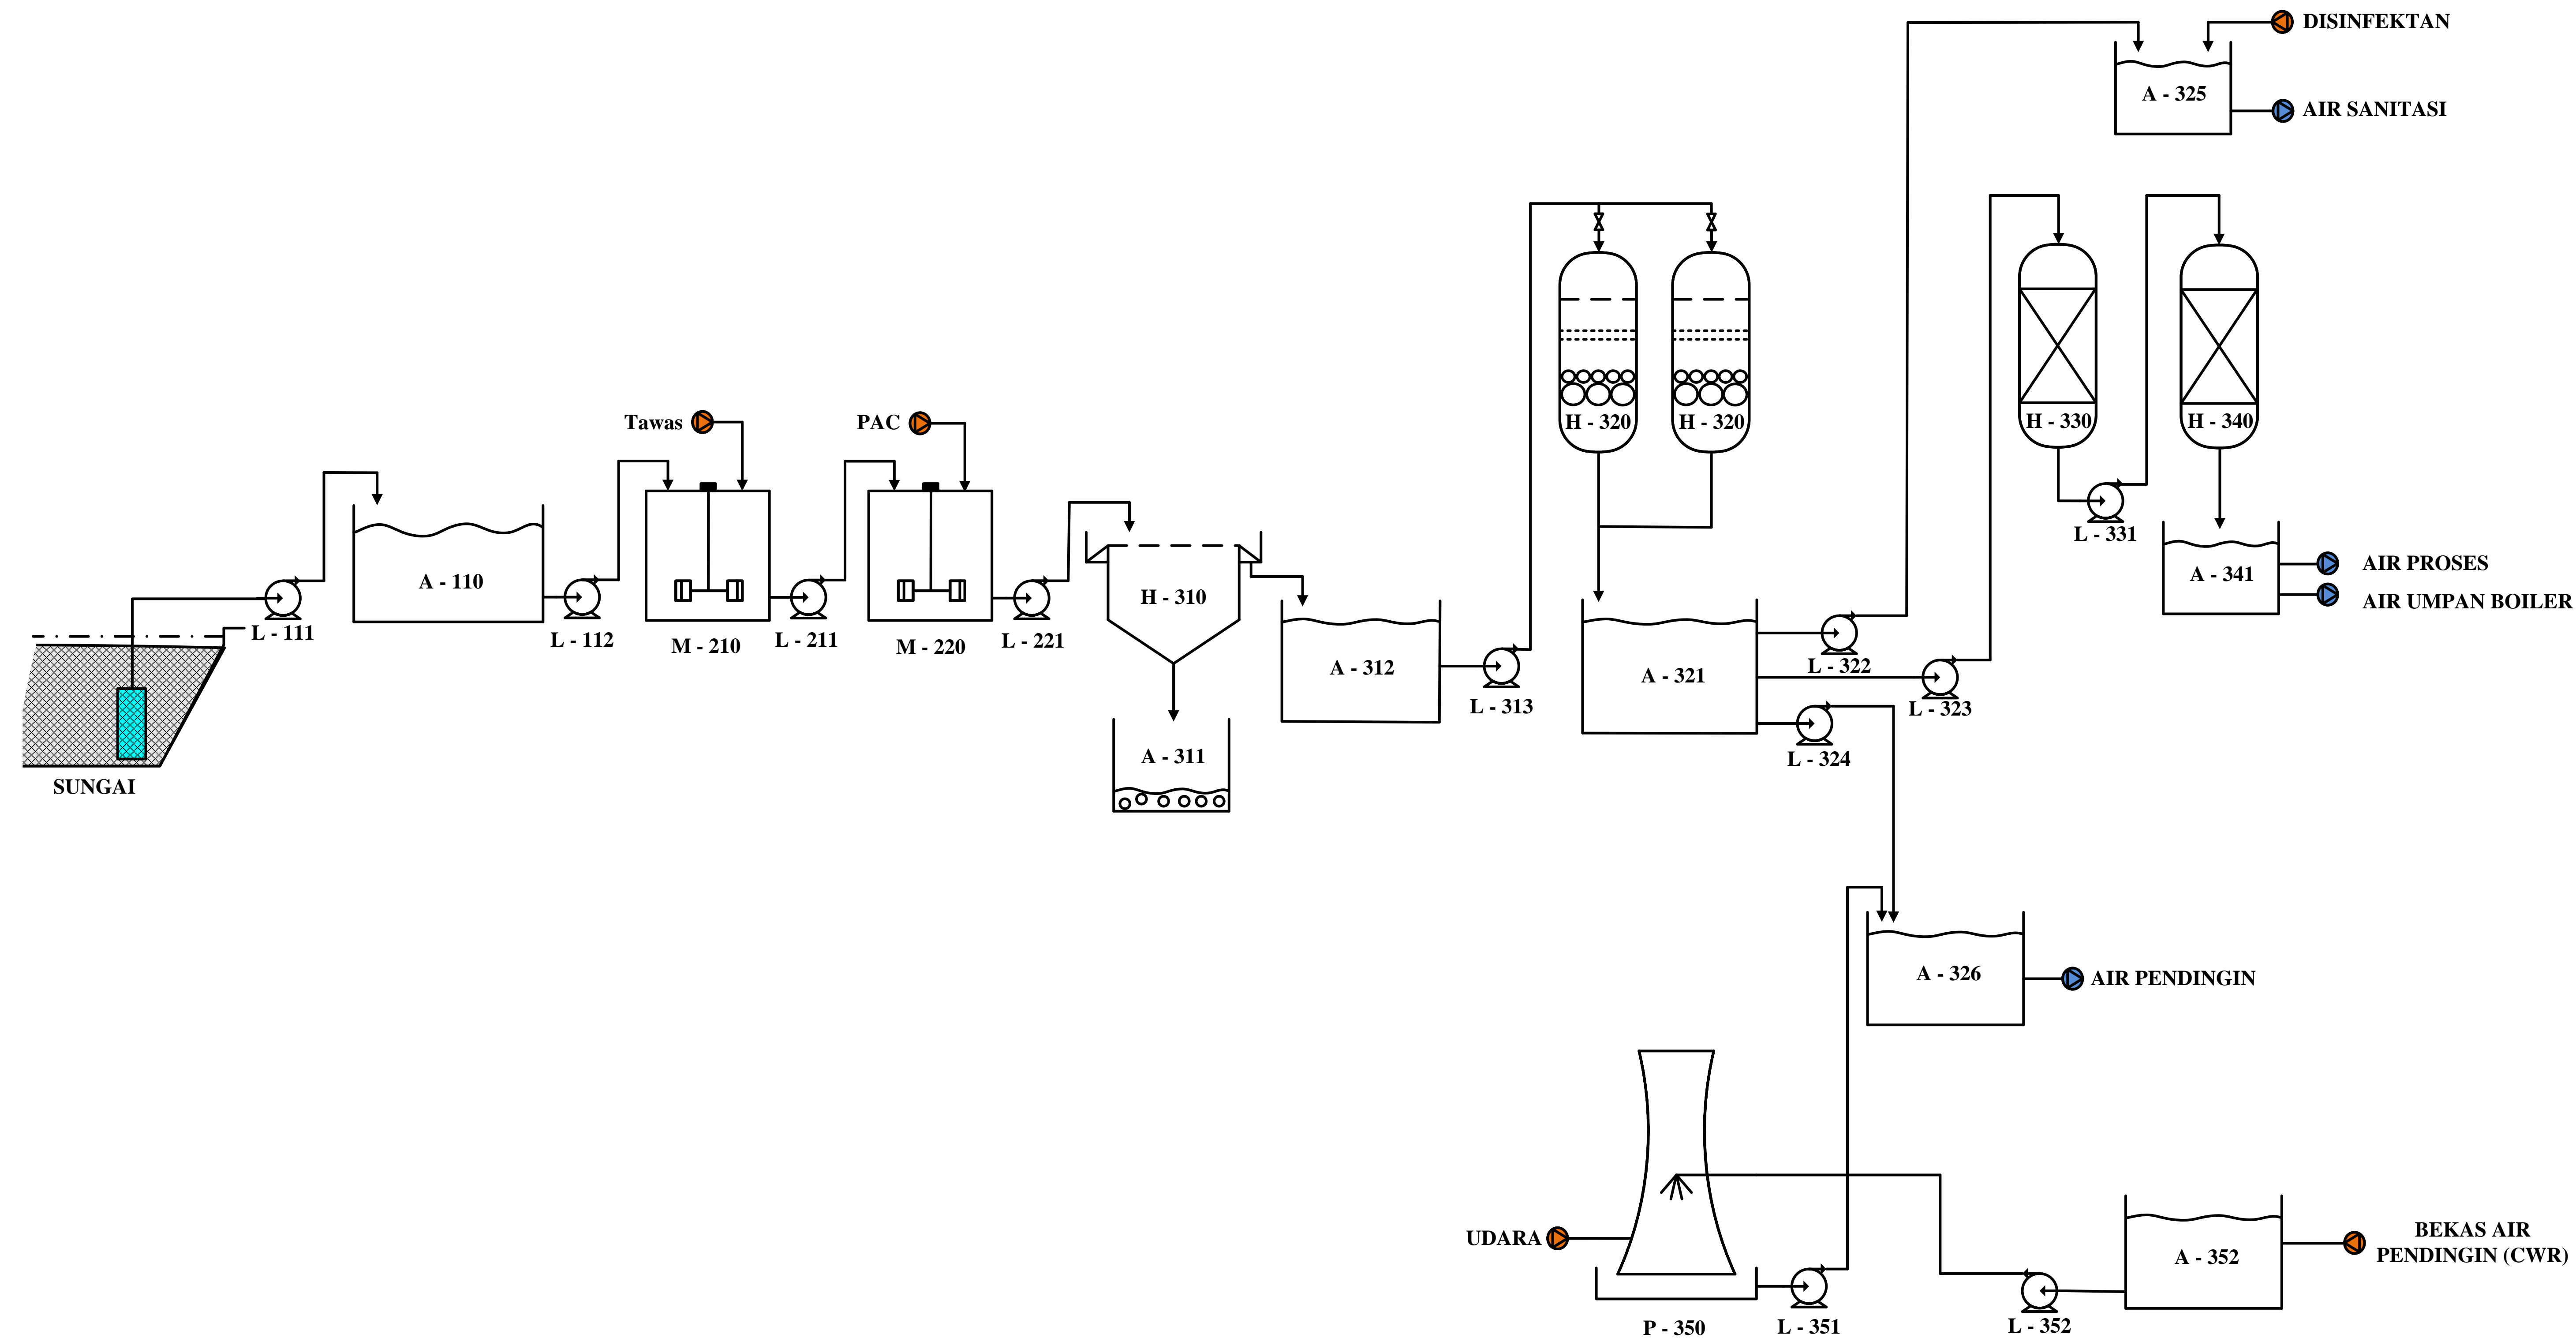 DISINFEKTAN
A - 325
AIR SANITASI
Tawas
PAC
H - 320
H - 320
H - 330
H - 340
L - 331
AIR PROSES
A - 341
AIR UMPAN BOILER
A - 110
H - 310
L - 111
L - 112
M - 210
L - 211
M - 220
L - 221
A - 312
A - 321
L - 322
L - 313
L - 323
A - 311
L - 324
SUNGAI
A - 326
AIR PENDINGIN
UDARA
BEKAS AIR
PENDINGIN (CWR)
A - 352
P - 350
L - 351
L - 352